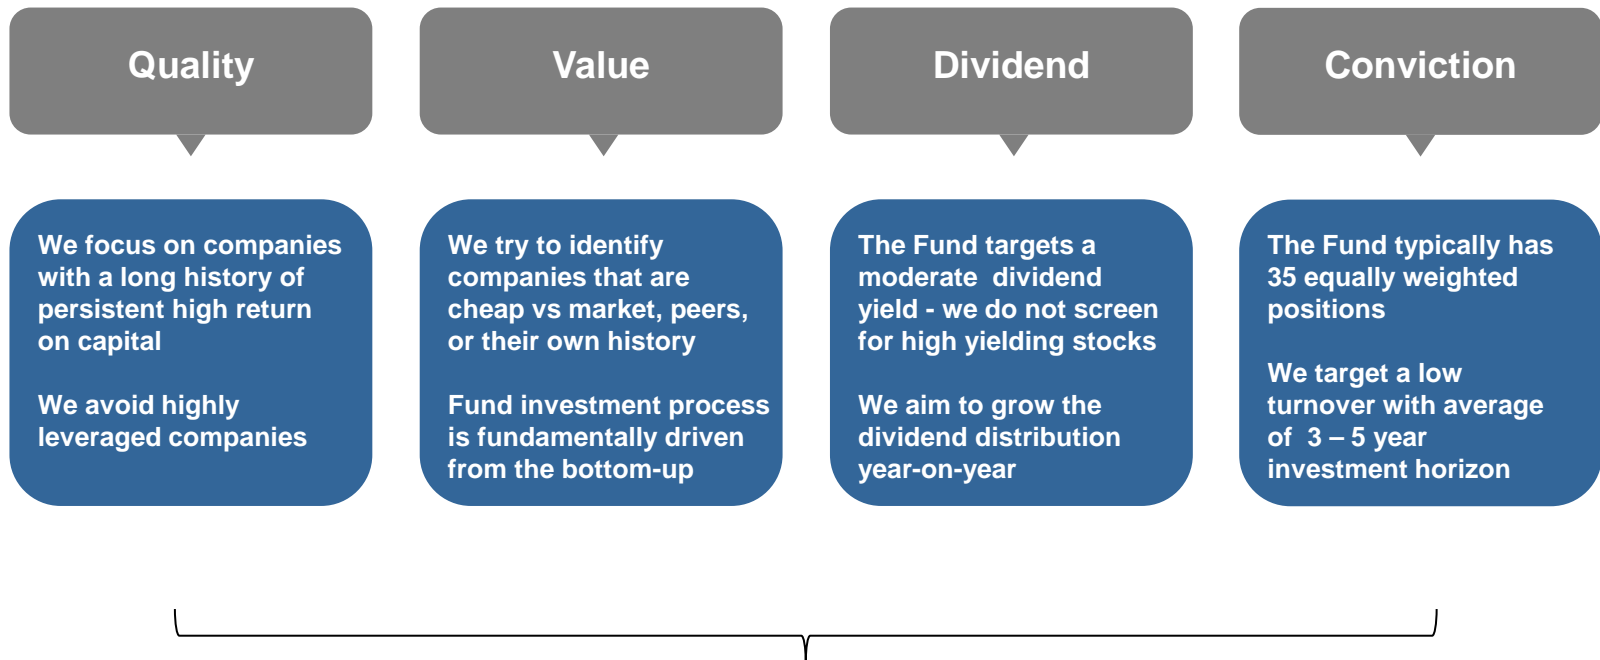 Quality
We focus on companies
with a long history of
persistent high return
on capital
We avoid highly
leveraged companies
Value
We try to identify
companies that are
cheap vs market, peers,
or their own history
Fund investment process
is fundamentally driven
from the bottom-up
Dividend
The Fund targets a
moderate  dividend
yield - we do not screen
for high yielding stocks
We aim to grow the
dividend distribution
year-on-year
Conviction
The Fund typically has
35 equally weighted
positions
We target a low
turnover with average
of  3 – 5 year
investment horizon